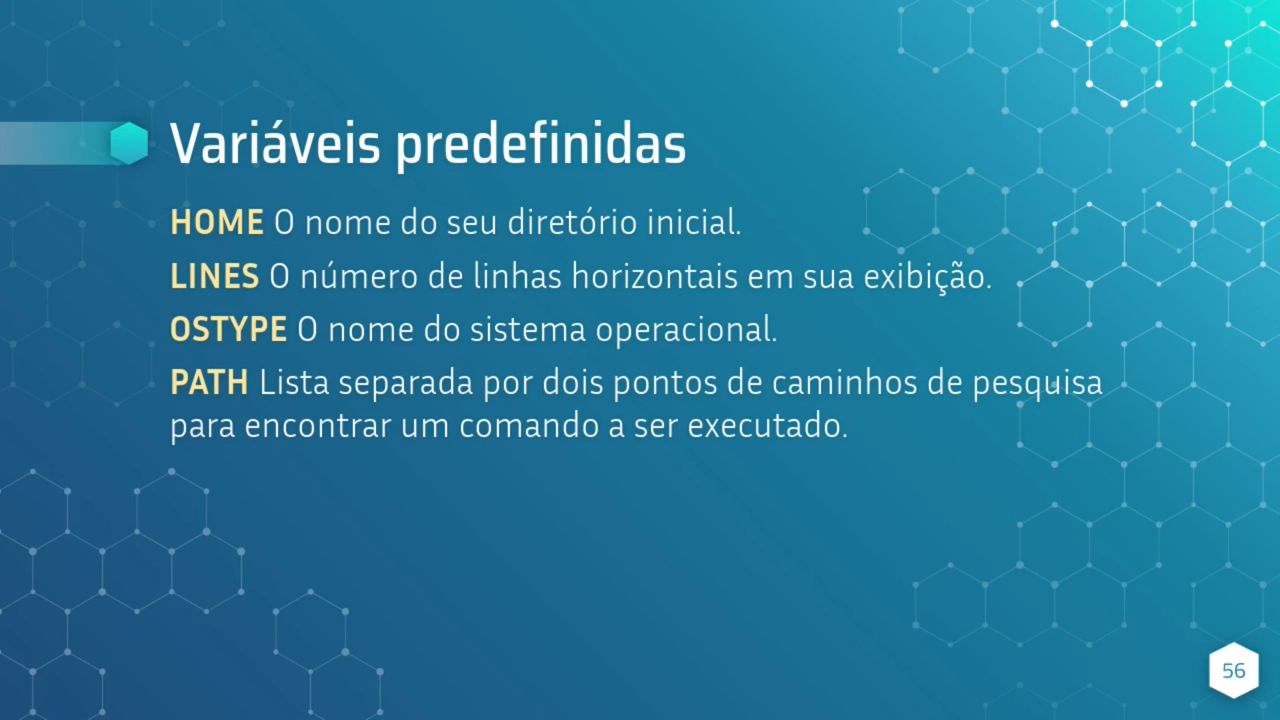 Variáveis predefinidas
HOME O nome do seu diretório inicial.
LINES O número de linhas horizontais em sua exibição.
OSTYPE O nome do sistema operacional.
PATH Lista separada por dois pontos de caminhos de pesquisa
para encontrar um comando a ser executado.
56